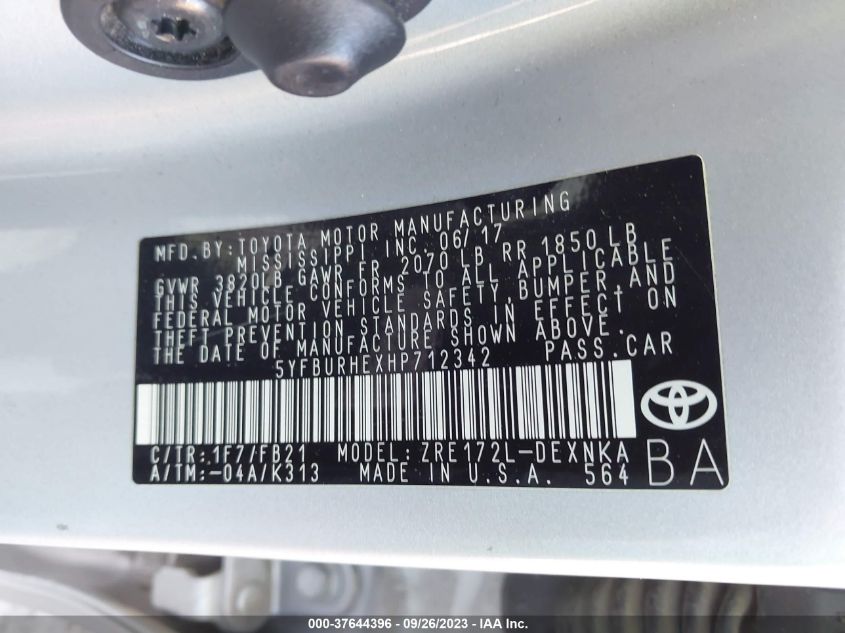 MFD.BY:TOYOTA MOTOR MANUFACTURING
MISSISSIPPI INC. 06/17
GVWR 3820LB GAWR FR 2070 LB RR 1850 LB
THIS VEHICLE CONFORMS TO ALL APPLICABLE
FEDERAL MOTOR VEHICLE SAFETY, BUMPER, AND
THEFT PREVENTION STANDARDS IN EFFECT ON
THE DATE OF MANUFACTURE SHOWN ABOVE.
5YFBURHEXHP712342 PASS.CAR
C/TR: 1F7/FB21 MODEL: ZRE172L-DEXNKA
A/TM:-04A/K313 MADE IN U.S.A. 564
BA
000-37644396 - 09/26/2023 - IAA Inc.